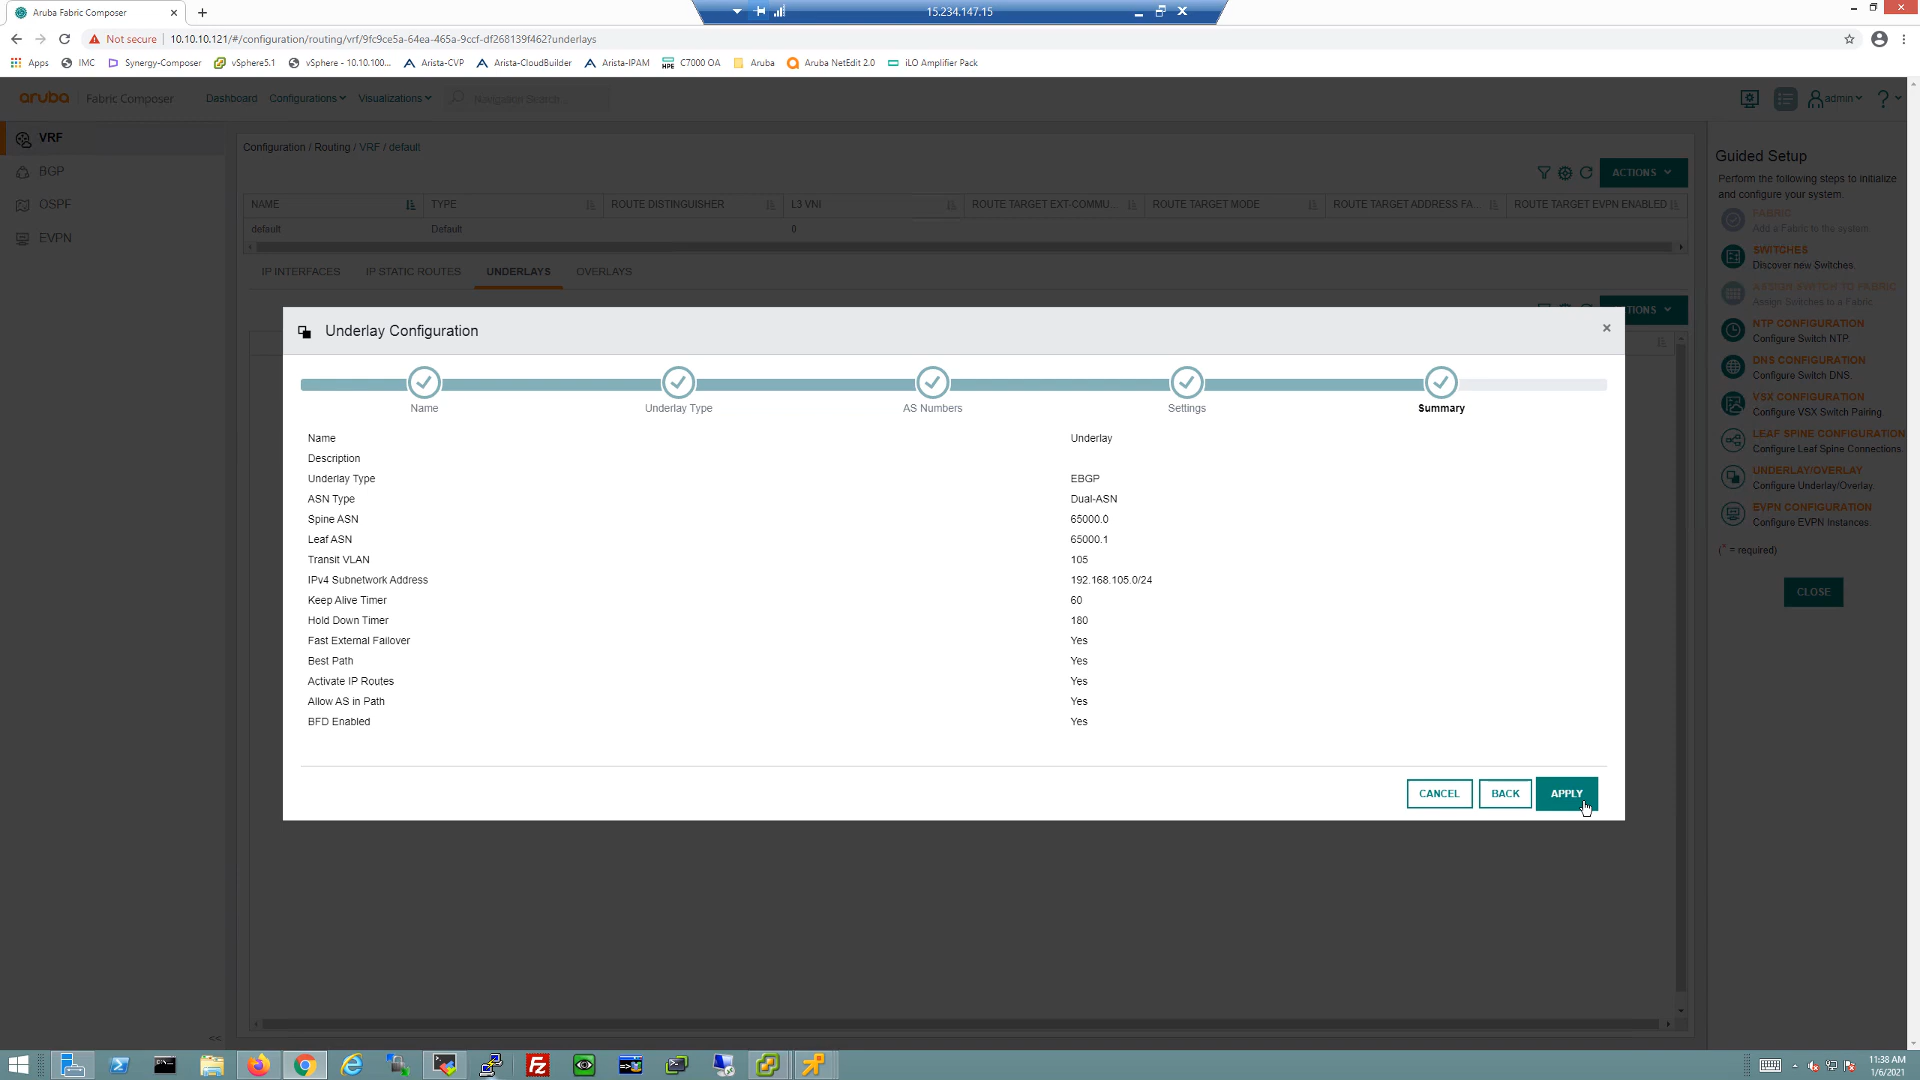 Aruba Fabric Composer
15.234.147.15
Not secure
10.10.10.121/#/configuration/routing/vrf/9fc9ce5a-64ea-465a-9ccf-df268139f462?underlays
Apps
IMC
Synergy-Composer
vSphere5.1
vSphere - 10.10.100...
Arista-CVP
Arista-CloudBuilder
Arista-IPAM
HPE
C7000 OA
Aruba
Aruba NetEdit 2.0
iLO Amplifier Pack
aruba
Fabric Composer
Dashboard
Configurations
Visualizations
Navigation Search ...
admin
?
VRF
BGP
OSPF
EVPN
<<
Configuration / Routing / VRF / default
ACTIONS
NAME
TYPE
ROUTE DISTINGUISHER
L3 VNI
ROUTE TARGET EXT-COMMU...
ROUTE TARGET MODE
ROUTE TARGET ADDRESS FA...
ROUTE TARGET EVPN ENABLED
default
Default
0
IP INTERFACES
IP STATIC ROUTES
UNDERLAYS
OVERLAYS
TIONS
Underlay Configuration
×
Name
Underlay Type
AS Numbers
Settings
Summary
Name Underlay
Description
Underlay Type EBGP
ASN Type Dual-ASN
Spine ASN 65000.0
Leaf ASN 65000.1
Transit VLAN 105
IPv4 Subnetwork Address 192.168.105.0/24
Keep Alive Timer 60
Hold Down Timer 180
Fast External Failover Yes
Best Path Yes
Activate IP Routes Yes
Allow AS in Path Yes
BFD Enabled Yes
CANCEL
BACK
APPLY
Guided Setup
Perform the following steps to initialize
and configure your system.
FABRIC
Add a Fabric to the system
SWITCHES
Discover new Switches.
ASSIGN SWITCH TO FABRIC
Assign Switches to a Fabric
NTP CONFIGURATION
Configure Switch NTP.
DNS CONFIGURATION
Configure Switch DNS.
VSX CONFIGURATION
Configure VSX Switch Pairing.
LEAF SPINE CONFIGURATION
Configure Leaf Spine Connections.
UNDERLAY/OVERLAY
Configure Underlay/Overlay.
EVPN CONFIGURATION
Configure EVPN Instances.
(* = required)
CLOSE
11:38 AM
1/6/2021